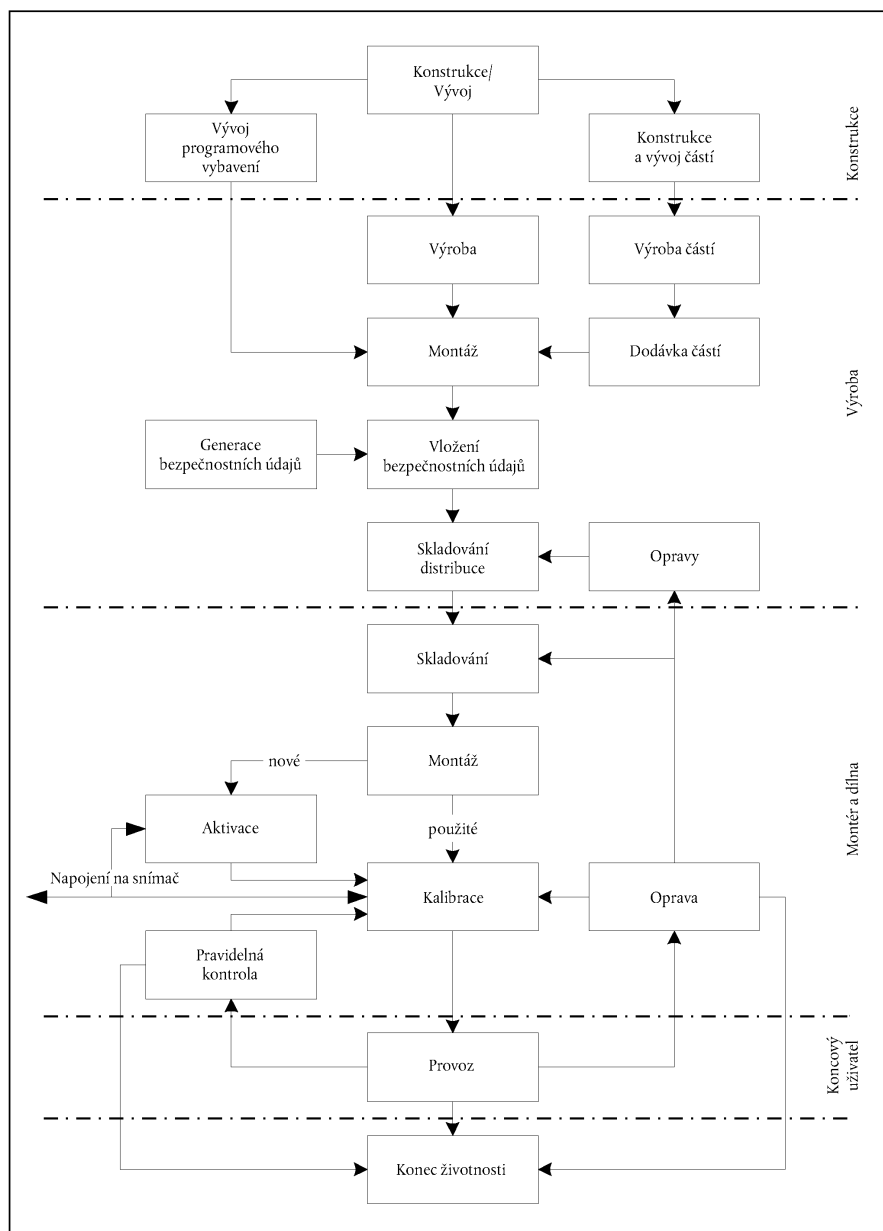 Konstrukce/
Vývoj
Vývoj
programového
vybavení
Konstrukce
a vývoj částí
Konstrukce
Výroba
Výroba částí
Montáž
Dodávka částí
Výroba
Generace
bezpečnostních údajů
Vložení
bezpečnostních údajů
Skladování
distribuce
Opravy
Skladování
nové
Montáž
Aktivace
použité
Montér a dílna
Napojení na snímač
Kalibrace
Oprava
Pravidelná
kontrola
Provoz
Koncový
uživatel
Konec životnosti